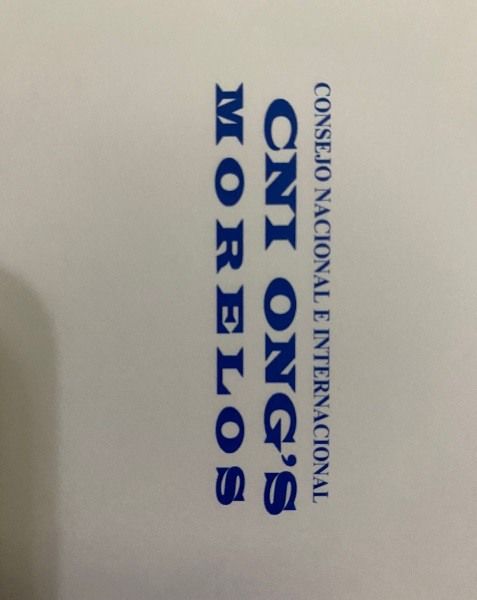 CONSEJO NACIONAL E INTERNACIONAL
CNI ONG'S
MORELOS